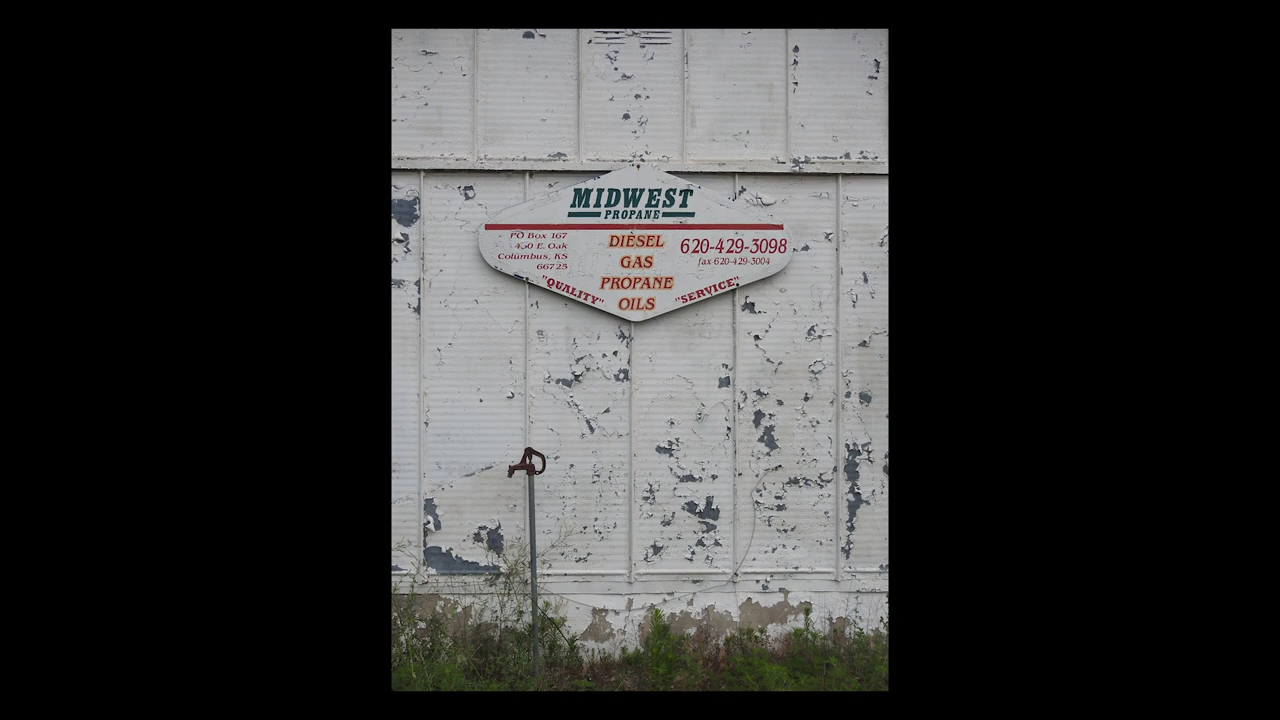 MIDWEST
PROPANE
PO Box 167
450 E. Oak
Columbus, KS
66725
DIESEL
GAS
PROPANE
OILS
620-429-3098
fax-620-429-3004
"QUALITY"
"SERVICE"